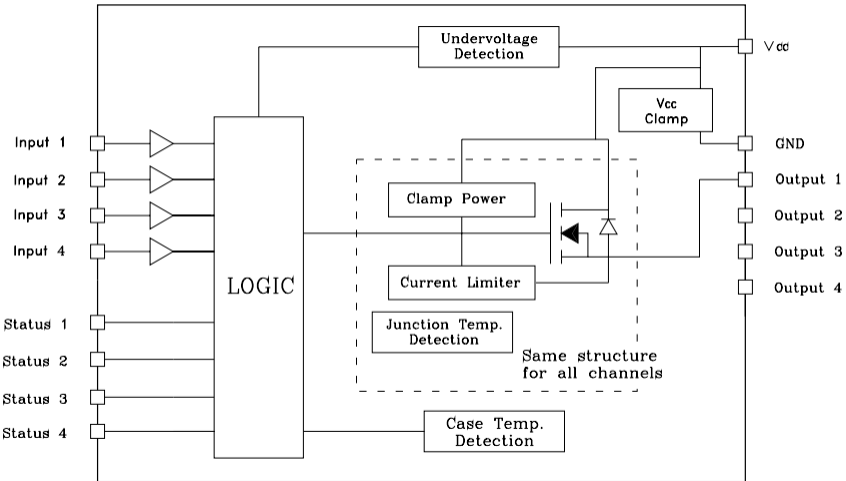 Undervoltage
Detection
Vdd
Vcc
Clamp
Input 1
GND
Input 2
Output 1
Clamp Power
Input 3
Output 2
Input 4
Output 3
LOGIC
Current Limiter
Output 4
Status 1
Junction Temp.
Detection
Status 2
Same structure
for all channels
Status 3
Status 4
Case Temp.
Detection